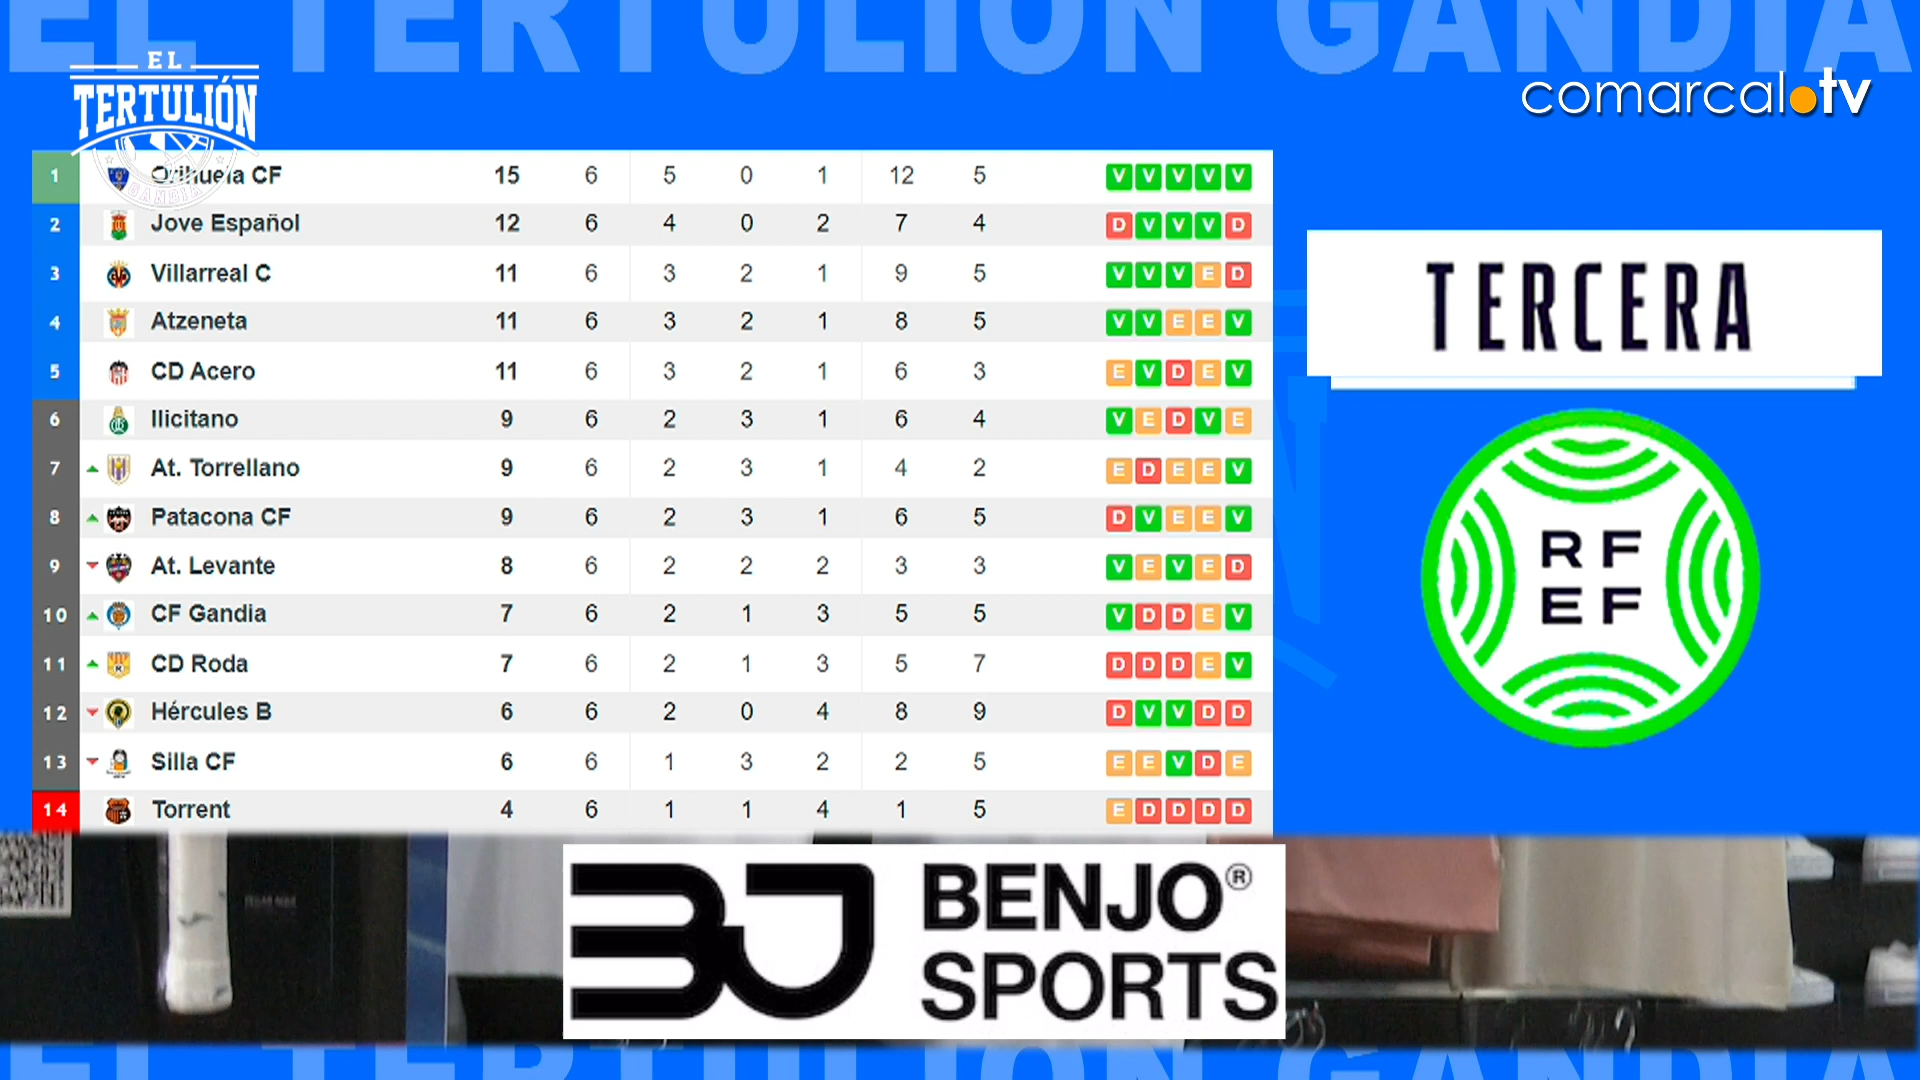 EL TERTULION GANDIA
EL
TERTULIÓN
GANDIA
comarcal.tv
1 Orihuela CF 15 6 5 0 1 12 5 V V V V V
2 Jove Español 12 6 4 0 2 7 4 D V V V D
3 Villarreal C 11 6 3 2 1 9 5 V V V E D
4 Atzeneta 11 6 3 2 1 8 5 V V E E V
5 CD Acero 11 6 3 2 1 6 3 E V D E V
6 Ilicitano 9 6 2 3 1 6 4 V E D V E
7 At. Torrellano 9 6 2 3 1 4 2 E D E E V
8 Patacona CF 9 6 2 3 1 6 5 D V E E V
9 At. Levante 8 6 2 2 2 3 3 V E V E D
10 CF Gandia 7 6 2 1 3 5 5 V D D E V
11 CD Roda 7 6 2 1 3 5 7 D D D E V
12 Hércules B 6 6 2 0 4 8 9 D V V D D
13 Silla CF 6 6 1 3 2 2 5 E E V D E
14 Torrent 4 6 1 1 4 1 5 E D D D D
TERCERA
RF
EF
BJ
BENJO®
SPORTS
EL TERTULION GANDIA